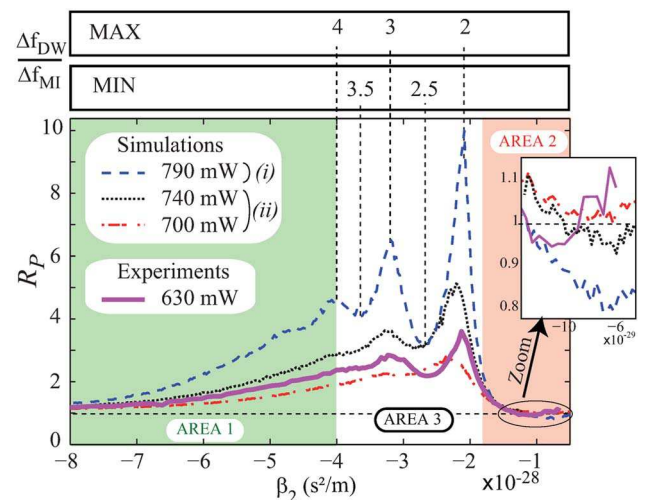 Δf_DW
Δf_MI
MAX 4 3 2
MIN 3.5 2.5
10
8
6
4
2
0
R_P
Simulations
790 mW (i)
740 mW (ii)
700 mW
Experiments
630 mW
AREA 1
AREA 3
AREA 2
1.1
1
0.9
0.8
-10 -6
x10⁻²⁹
Zoom
−8 −7 −6 −5 −4 −3 −2 −1
β₂ (s²/m)
x10⁻²⁸